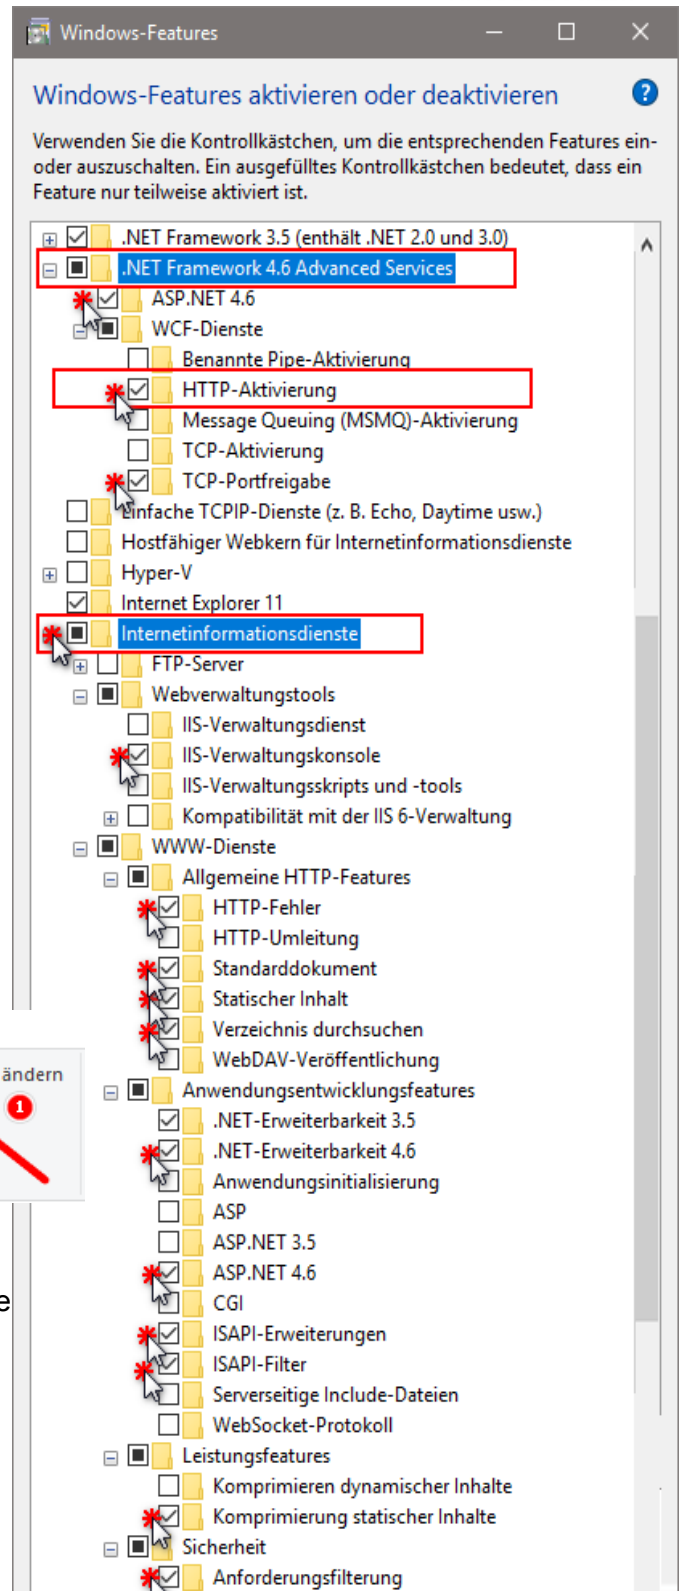 Windows-Features
Windows-Features aktivieren oder deaktivieren
?
Verwenden Sie die Kontrollkästchen, um die entsprechenden Features ein-
oder auszuschalten. Ein ausgefülltes Kontrollkästchen bedeutet, dass ein
Feature nur teilweise aktiviert ist.
.NET Framework 3.5 (enthält .NET 2.0 und 3.0)
.NET Framework 4.6 Advanced Services
ASP.NET 4.6
WCF-Dienste
Benannte Pipe-Aktivierung
HTTP-Aktivierung
Message Queuing (MSMQ)-Aktivierung
TCP-Aktivierung
TCP-Portfreigabe
Einfache TCPIP-Dienste (z. B. Echo, Daytime usw.)
Hostfähiger Webkern für Internetinformationsdienste
Hyper-V
Internet Explorer 11
Internetinformationsdienste
FTP-Server
Webverwaltungstools
IIS-Verwaltungsdienst
IIS-Verwaltungskonsole
IIS-Verwaltungsskripts und -tools
Kompatibilität mit der IIS 6-Verwaltung
WWW-Dienste
Allgemeine HTTP-Features
HTTP-Fehler
HTTP-Umleitung
Standarddokument
Statischer Inhalt
Verzeichnis durchsuchen
WebDAV-Veröffentlichung
ändern
1
Anwendungsentwicklungsfeatures
.NET-Erweiterbarkeit 3.5
.NET-Erweiterbarkeit 4.6
Anwendungsinitialisierung
ASP
ASP.NET 3.5
ASP.NET 4.6
e
CGI
ISAPI-Erweiterungen
ISAPI-Filter
Serverseitige Include-Dateien
WebSocket-Protokoll
Leistungsfeatures
Komprimieren dynamischer Inhalte
Komprimierung statischer Inhalte
Sicherheit
Anforderungsfilterung